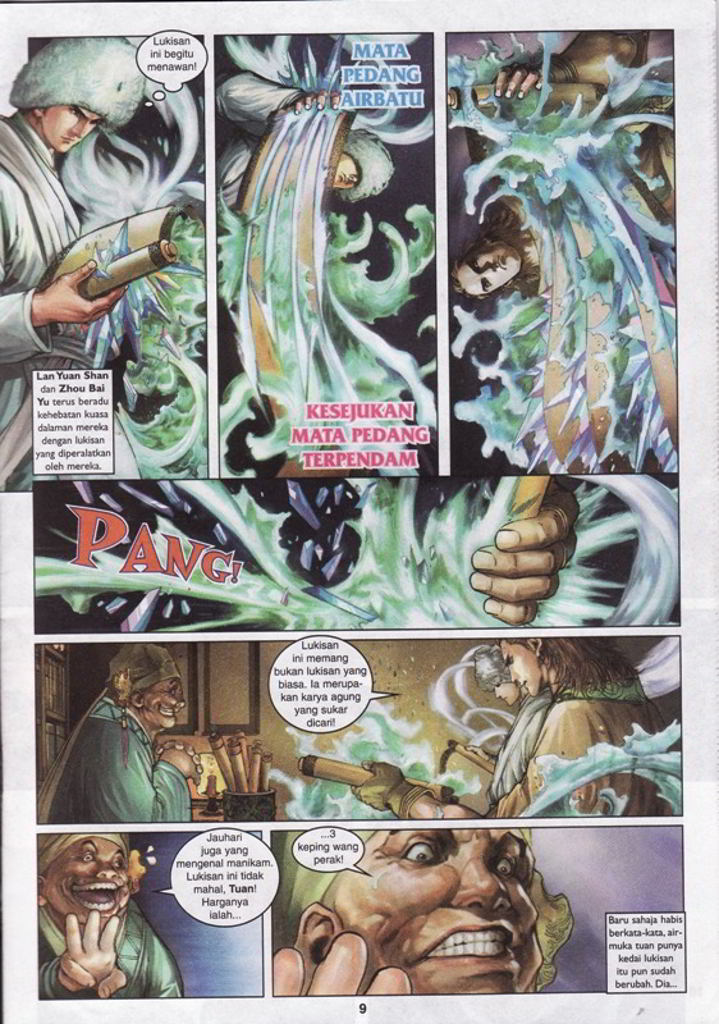 Lukisan
ini begitu
menawan!
MATA
PEDANG
AIRBATU
Lan Yuan Shan
dan Zhou Bai
Yu terus beradu
kehebatan kuasa
dalaman mereka
dengan lukisan
yang diperalatkan
oleh mereka.
KESEJUKAN
MATA PEDANG
TERPENDAM
PANG!
Lukisan
ini memang
bukan lukisan yang
biasa. Ia merupa-
kan karya agung
yang sukar
dicari!
Jauhari
juga yang
mengenal manikam.
Lukisan ini tidak
mahal, Tuan!
Harganya
ialah...
...3
keping wang
perak!
Baru sahaja habis
berkata-kata, air-
muka tuan punya
kedai lukisan
itu pun sudah
berubah. Dia...
9